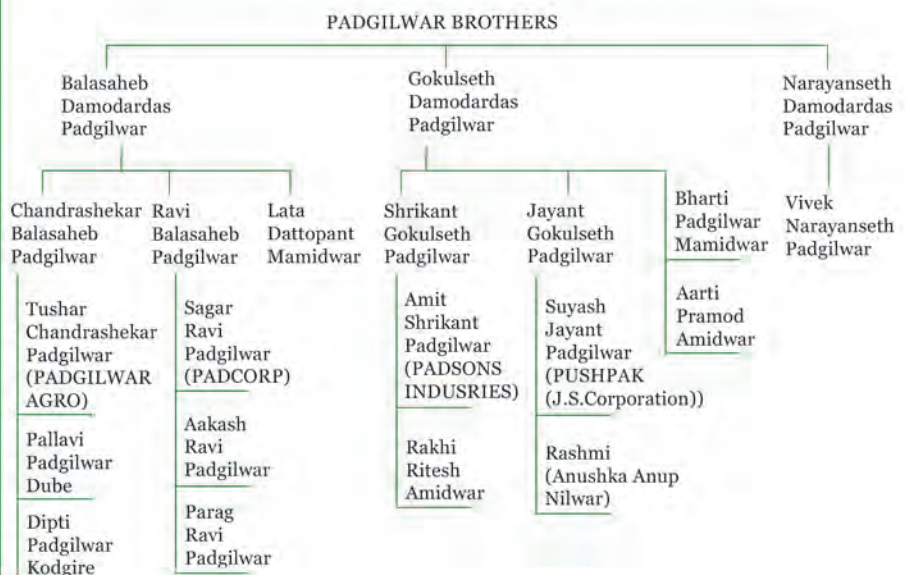 PADGILWAR BROTHERS
Balasaheb
Damodardas
Padgilwar
Gokulseth
Damodardas
Padgilwar
Narayanseth
Damodardas
Padgilwar
Chandrashekar
Balasaheb
Padgilwar
Ravi
Balasaheb
Padgilwar
Lata
Dattopant
Mamidwar
Shrikant
Gokulseth
Padgilwar
Jayant
Gokulseth
Padgilwar
Bharti
Padgilwar
Mamidwar
Vivek
Narayanseth
Padgilwar
Tushar
Chandrashekar
Padgilwar
(PADGILWAR
AGRO)
Sagar
Ravi
Padgilwar
(PADCORP)
Amit
Shrikant
Padgilwar
(PADSONS
INDUSRIES)
Suyash
Jayant
Padgilwar
(PUSHPAK
(J.S.Corporation))
Aarti
Pramod
Amidwar
Pallavi
Padgilwar
Dube
Aakash
Ravi
Padgilwar
Rakhi
Ritesh
Amidwar
Rashmi
(Anushka Anup
Nilwar)
Dipti
Padgilwar
Kodgire
Parag
Ravi
Padgilwar